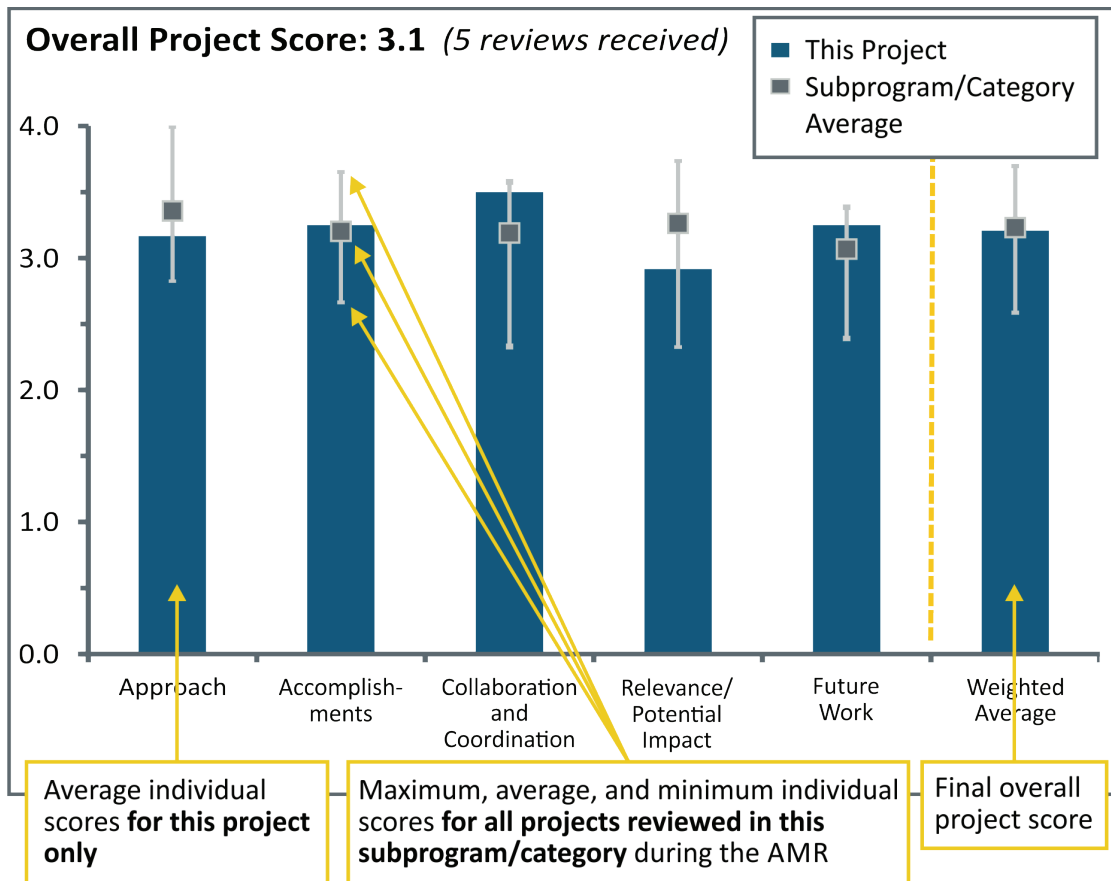 Overall Project Score: 3.1 (5 reviews received)
This Project
Subprogram/Category
Average
4.0
3.0
2.0
1.0
0.0
Approach
Accomplish-
ments
Collaboration
and
Coordination
Relevance/
Potential
Impact
Future
Work
Weighted
Average
Average individual
scores for this project
only
Maximum, average, and minimum individual
scores for all projects reviewed in this
subprogram/category during the AMR
Final overall
project score